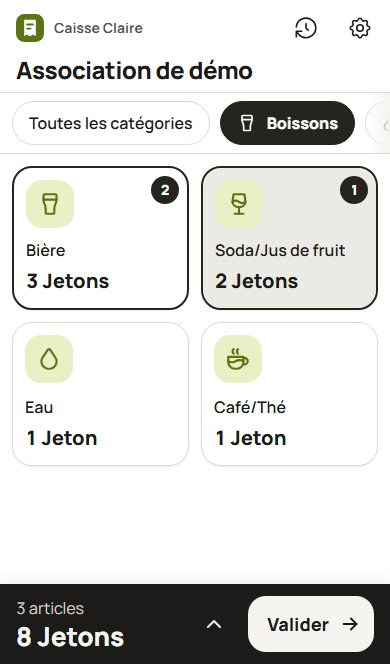 Caisse Claire
Association de démo
Toutes les catégories
Boissons
2
1
Bière
Soda/Jus de fruit
3 Jetons
2 Jetons
Eau
Café/Thé
1 Jeton
1 Jeton
3 articles
8 Jetons
Valider